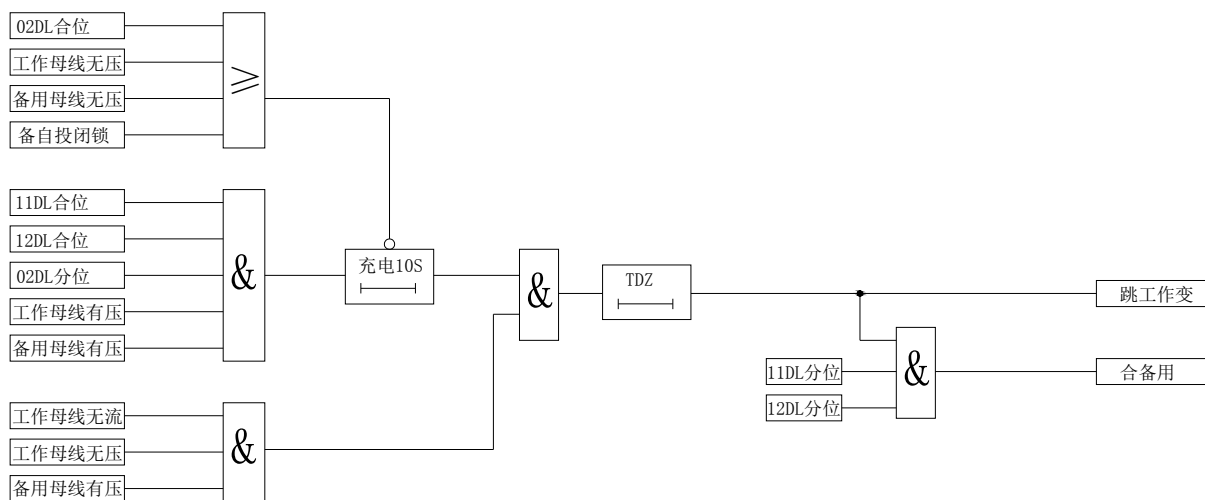 02DL合位
工作母线无压
备用母线无压
备自投闭锁
≥
11DL合位
12DL合位
02DL分位
工作母线有压
备用母线有压
&
充电10S
工作母线无流
工作母线无压
备用母线有压
&
&
TDZ
跳工作变
11DL分位
12DL分位
&
合备用